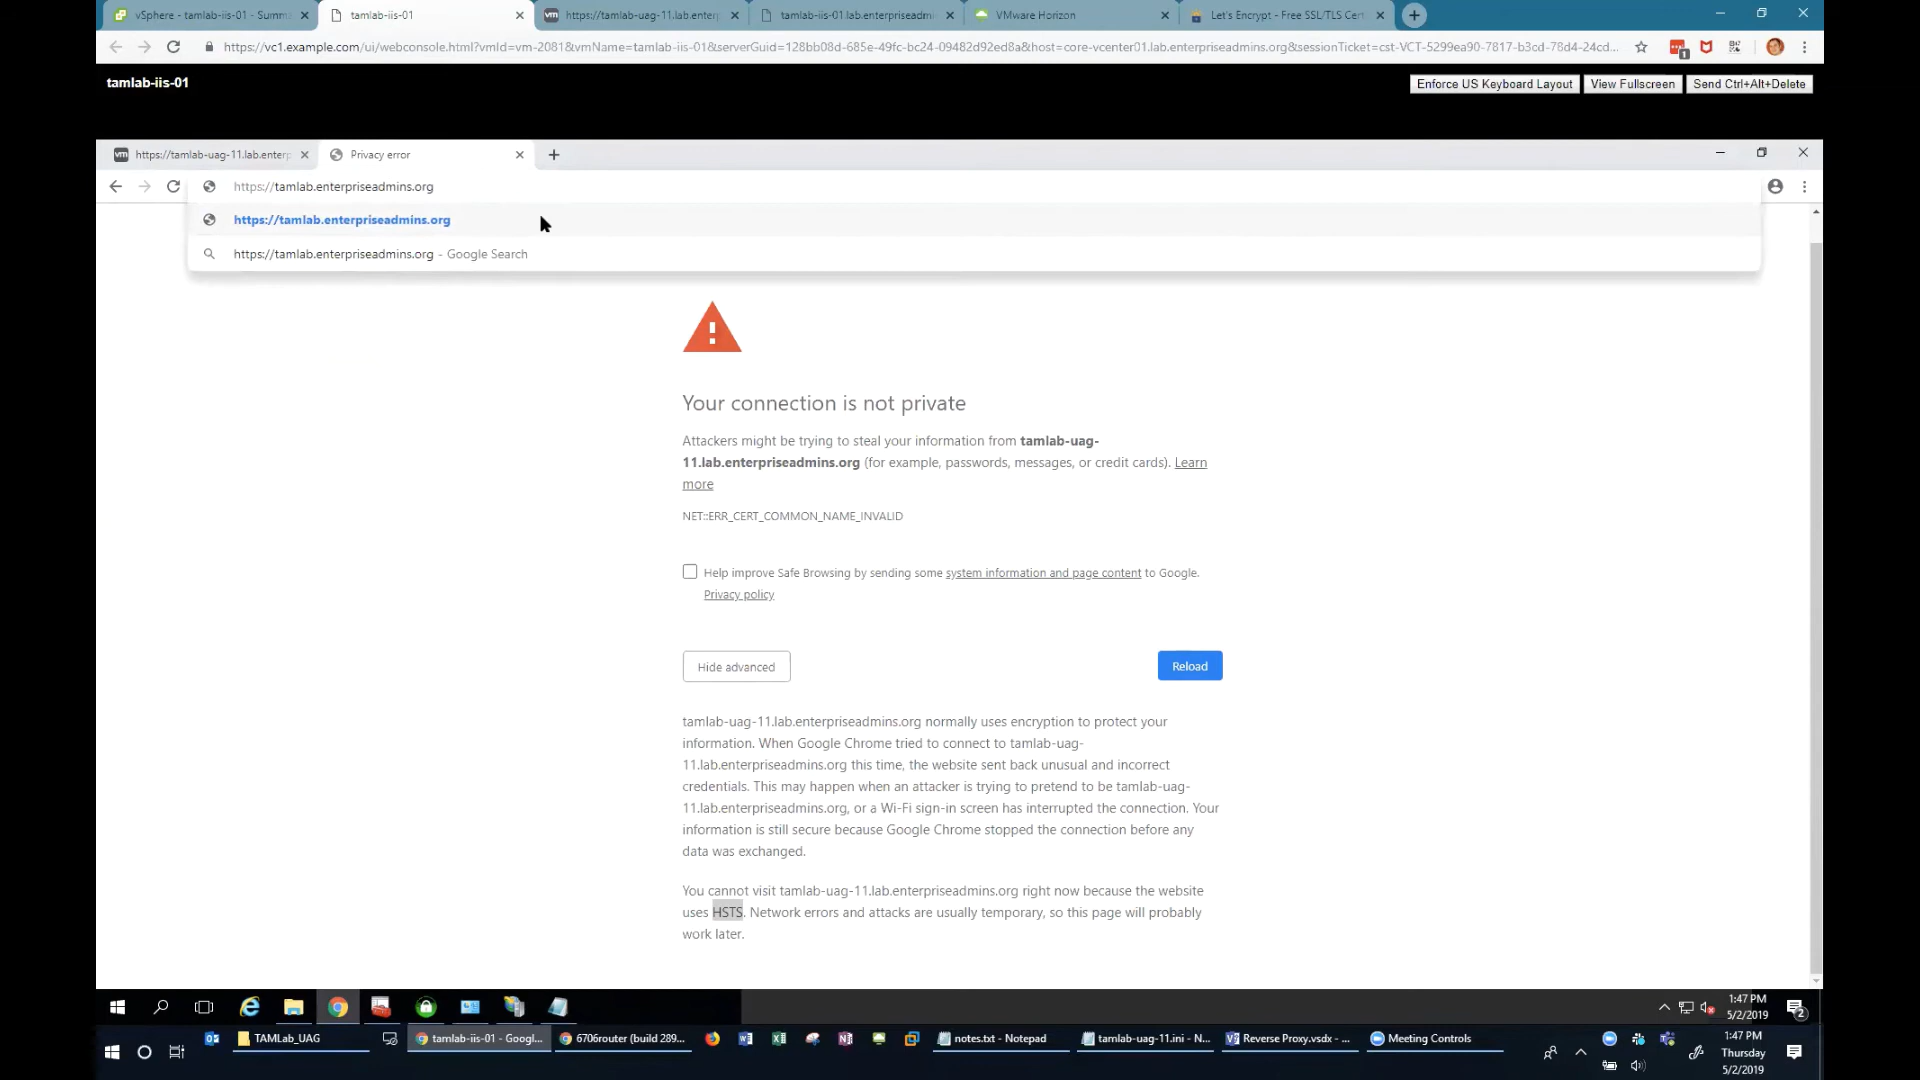 vSphere - tamlab-iis-01 - Summ
tamlab-iis-01
https://tamlab-uag-11.lab.enterp
tamlab-iis-01.lab.enterpriseadmin
VMware Horizon
Let's Encrypt - Free SSL/TLS Cert
https://vc1.example.com/ui/webconsole.html?vmId=vm-2081&vmName=tamlab-iis-01&serverGuid=128bb08d-685e-49fc-bc24-09482d92ed8a&host=core-vcenter01.lab.enterpriseadmins.org&sessionTicket=cst-VCT-5299ea90-7817-b3cd-78d4-24cd...
1
tamlab-iis-01
Enforce US Keyboard Layout
View Fullscreen
Send Ctrl+Alt+Delete
https://tamlab-uag-11.lab.enterp
Privacy error
https://tamlab.enterpriseadmins.org
https://tamlab.enterpriseadmins.org
https://tamlab.enterpriseadmins.org - Google Search
Your connection is not private
Attackers might be trying to steal your information from tamlab-uag-
11.lab.enterpriseadmins.org (for example, passwords, messages, or credit cards). Learn
more
NET::ERR_CERT_COMMON_NAME_INVALID
Help improve Safe Browsing by sending some system information and page content to Google.
Privacy policy
Hide advanced
Reload
tamlab-uag-11.lab.enterpriseadmins.org normally uses encryption to protect your
information. When Google Chrome tried to connect to tamlab-uag-
11.lab.enterpriseadmins.org this time, the website sent back unusual and incorrect
credentials. This may happen when an attacker is trying to pretend to be tamlab-uag-
11.lab.enterpriseadmins.org, or a Wi-Fi sign-in screen has interrupted the connection. Your
information is still secure because Google Chrome stopped the connection before any
data was exchanged.
You cannot visit tamlab-uag-11.lab.enterpriseadmins.org right now because the website
uses HSTS. Network errors and attacks are usually temporary, so this page will probably
work later.
1:47 PM
5/2/2019
2
TAMLab_UAG
tamlab-iis-01 - Googl...
6706router (build 289...
notes.txt - Notepad
tamlab-uag-11.ini - N...
Reverse Proxy.vsdx - ...
Meeting Controls
1:47 PM
Thursday
5/2/2019